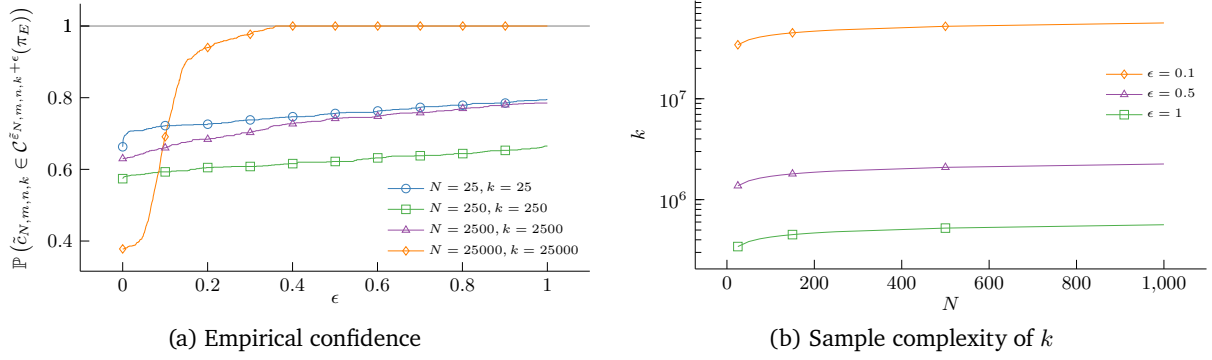 ℙ (c̃_{N,m,n,k} ∈ 𝒞^{ε̃_{N,m,n,k}+ϵ}(π_E))
1
0.8
0.6
0.4
0 0.2 0.4 0.6 0.8 1
ϵ
N = 25, k = 25
N = 250, k = 250
N = 2500, k = 2500
N = 25000, k = 25000
(a) Empirical confidence
k
10^7
10^6
0 200 400 600 800 1,000
N
ϵ = 0.1
ϵ = 0.5
ϵ = 1
(b) Sample complexity of k